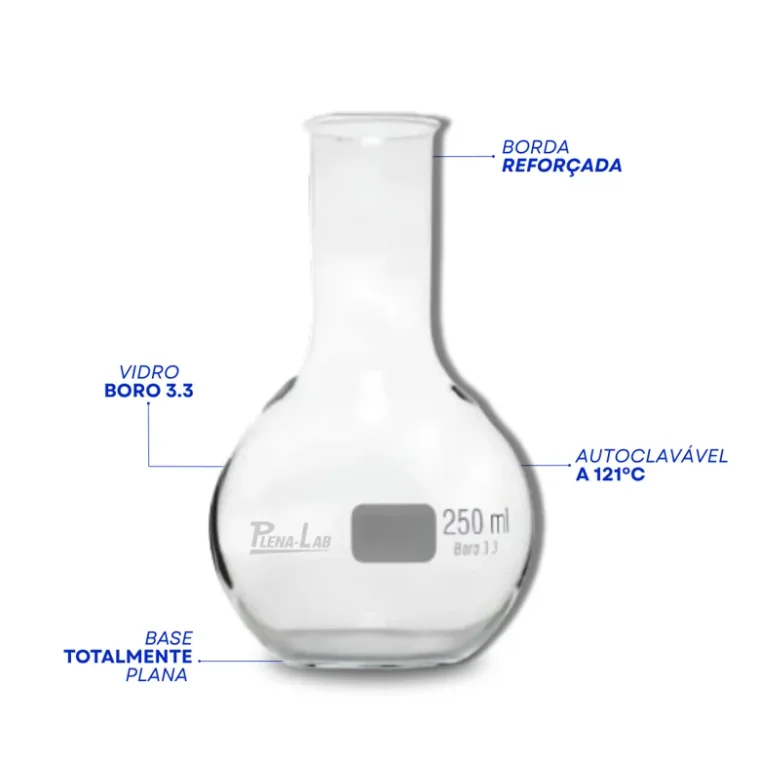 BORDA
REFORÇADA
VIDRO
BORO 3.3
AUTOCLAVÁVEL
A 121°C
PLENA-LAB
250 ml
Boro 3.3
BASE
TOTALMENTE
PLANA